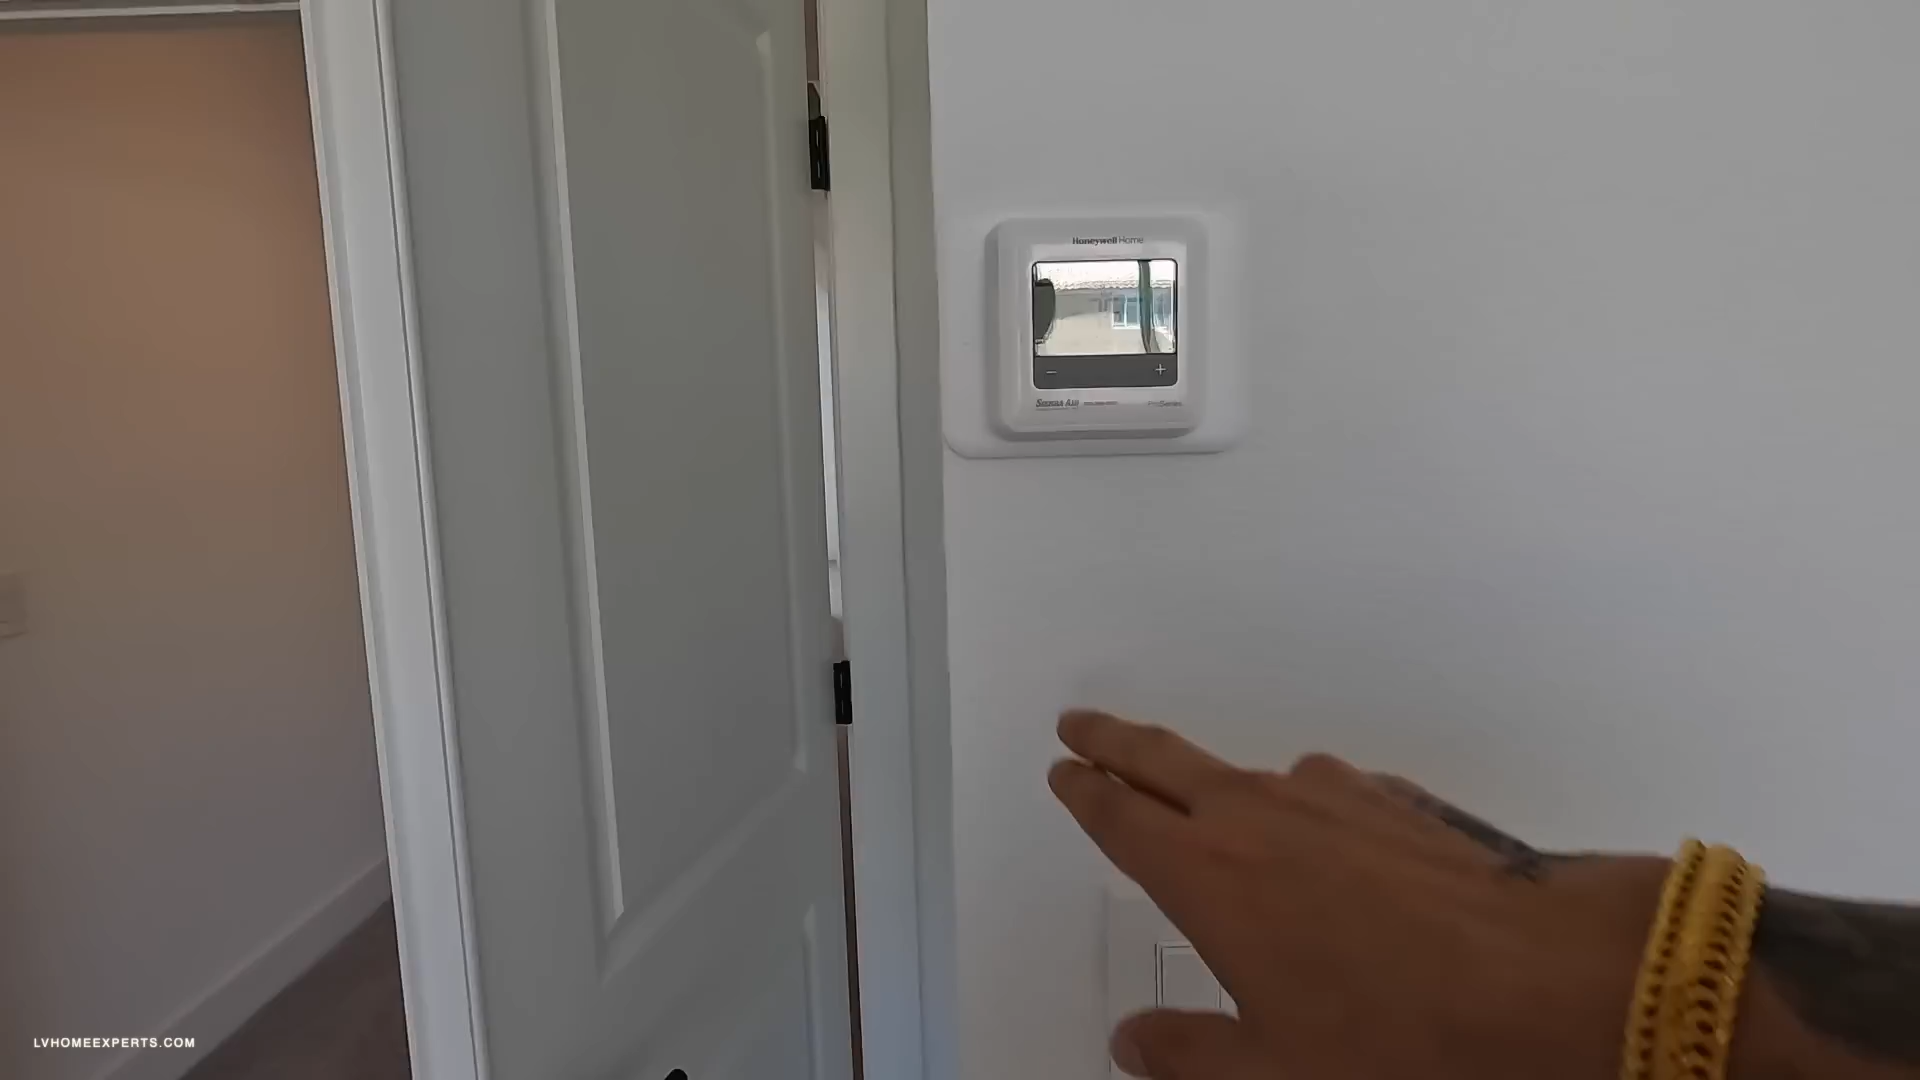 Honeywell Home
− +
SIERRA AIR
ProSeries
LVHOMEEXPERTS.COM